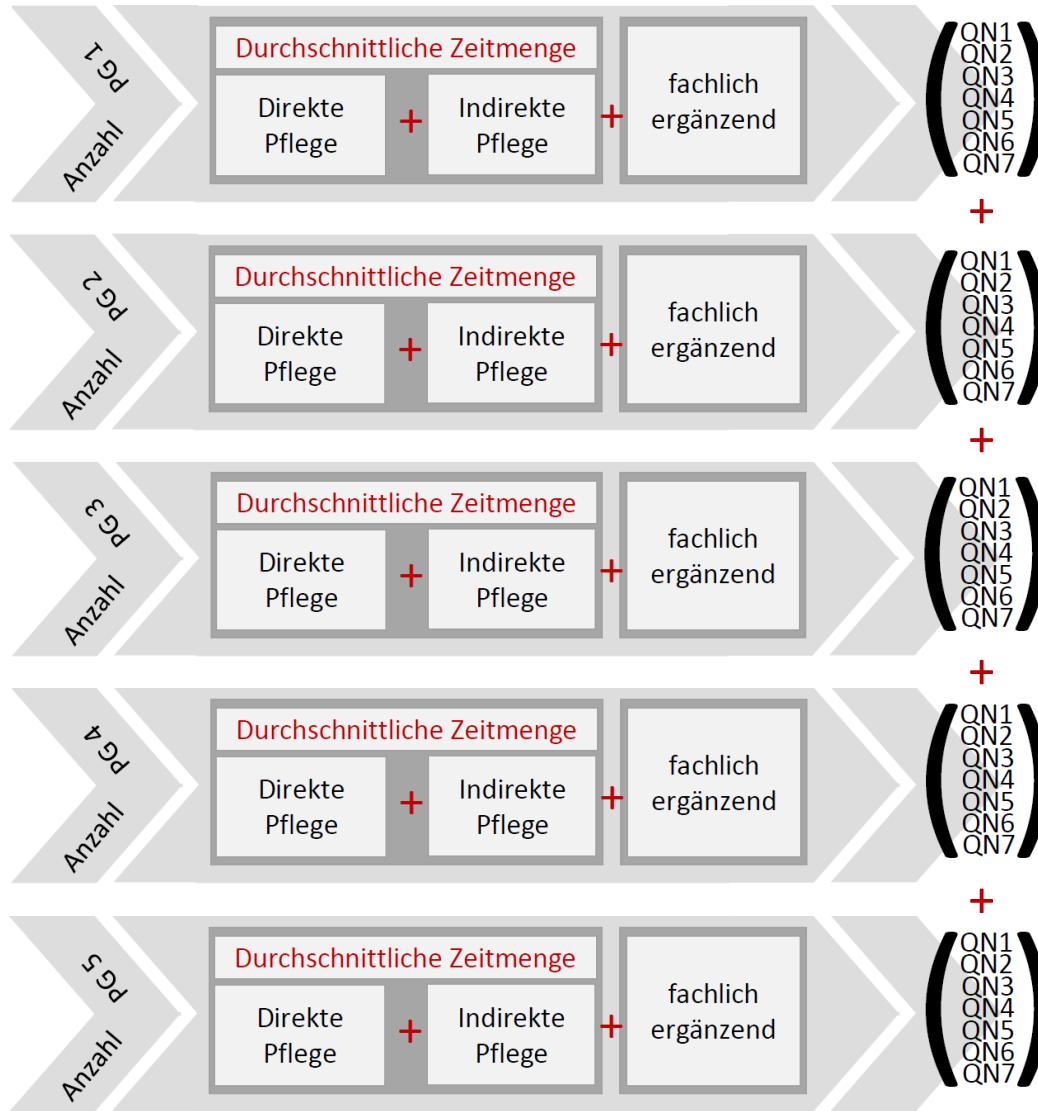 PG 1
Anzahl
Durchschnittliche Zeitmenge
Direkte
Pflege
+
Indirekte
Pflege
+
fachlich
ergänzend
QN1
QN2
QN3
QN4
QN5
QN6
QN7
+
PG 2
Anzahl
Durchschnittliche Zeitmenge
Direkte
Pflege
+
Indirekte
Pflege
+
fachlich
ergänzend
QN1
QN2
QN3
QN4
QN5
QN6
QN7
+
PG 3
Anzahl
Durchschnittliche Zeitmenge
Direkte
Pflege
+
Indirekte
Pflege
+
fachlich
ergänzend
QN1
QN2
QN3
QN4
QN5
QN6
QN7
+
PG 4
Anzahl
Durchschnittliche Zeitmenge
Direkte
Pflege
+
Indirekte
Pflege
+
fachlich
ergänzend
QN1
QN2
QN3
QN4
QN5
QN6
QN7
+
PG 5
Anzahl
Durchschnittliche Zeitmenge
Direkte
Pflege
+
Indirekte
Pflege
+
fachlich
ergänzend
QN1
QN2
QN3
QN4
QN5
QN6
QN7